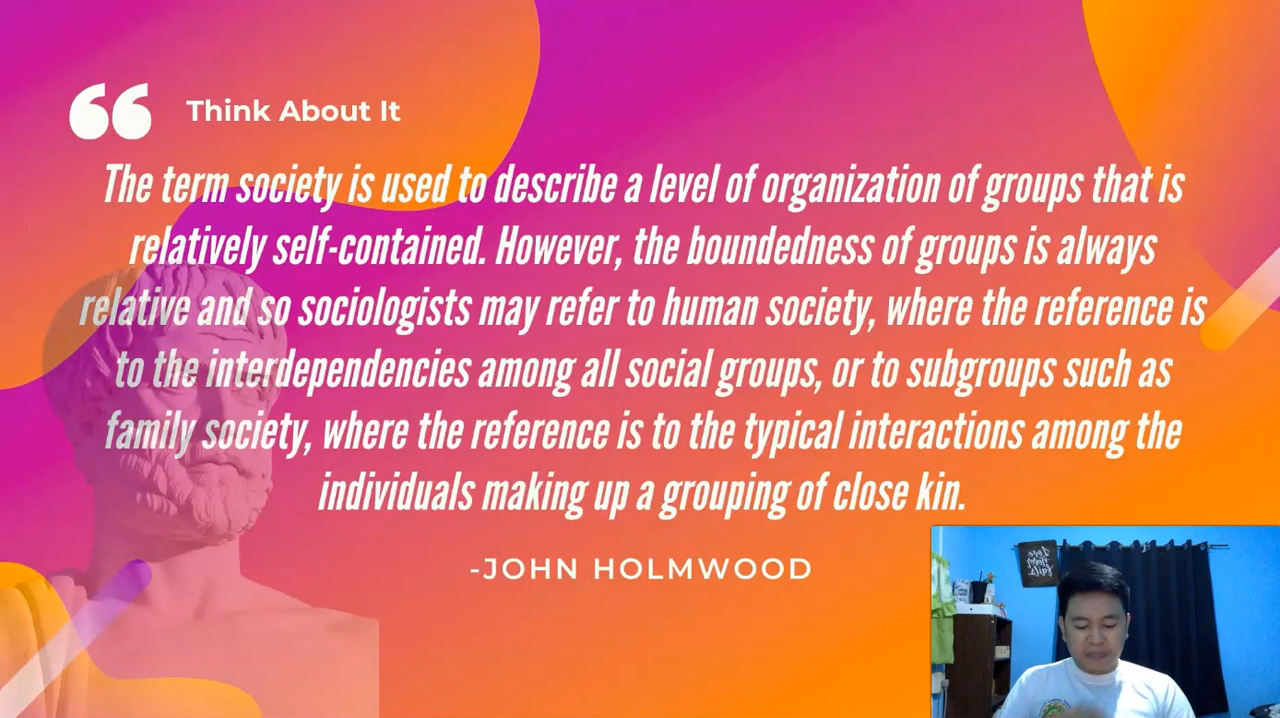 “ Think About It
The term society is used to describe a level of organization of groups that is
relatively self-contained. However, the boundedness of groups is always
relative and so sociologists may refer to human society, where the reference is
to the interdependencies among all social groups, or to subgroups such as
family society, where the reference is to the typical interactions among the
individuals making up a grouping of close kin.
-JOHN HOLMWOOD
Love
Never
Fails